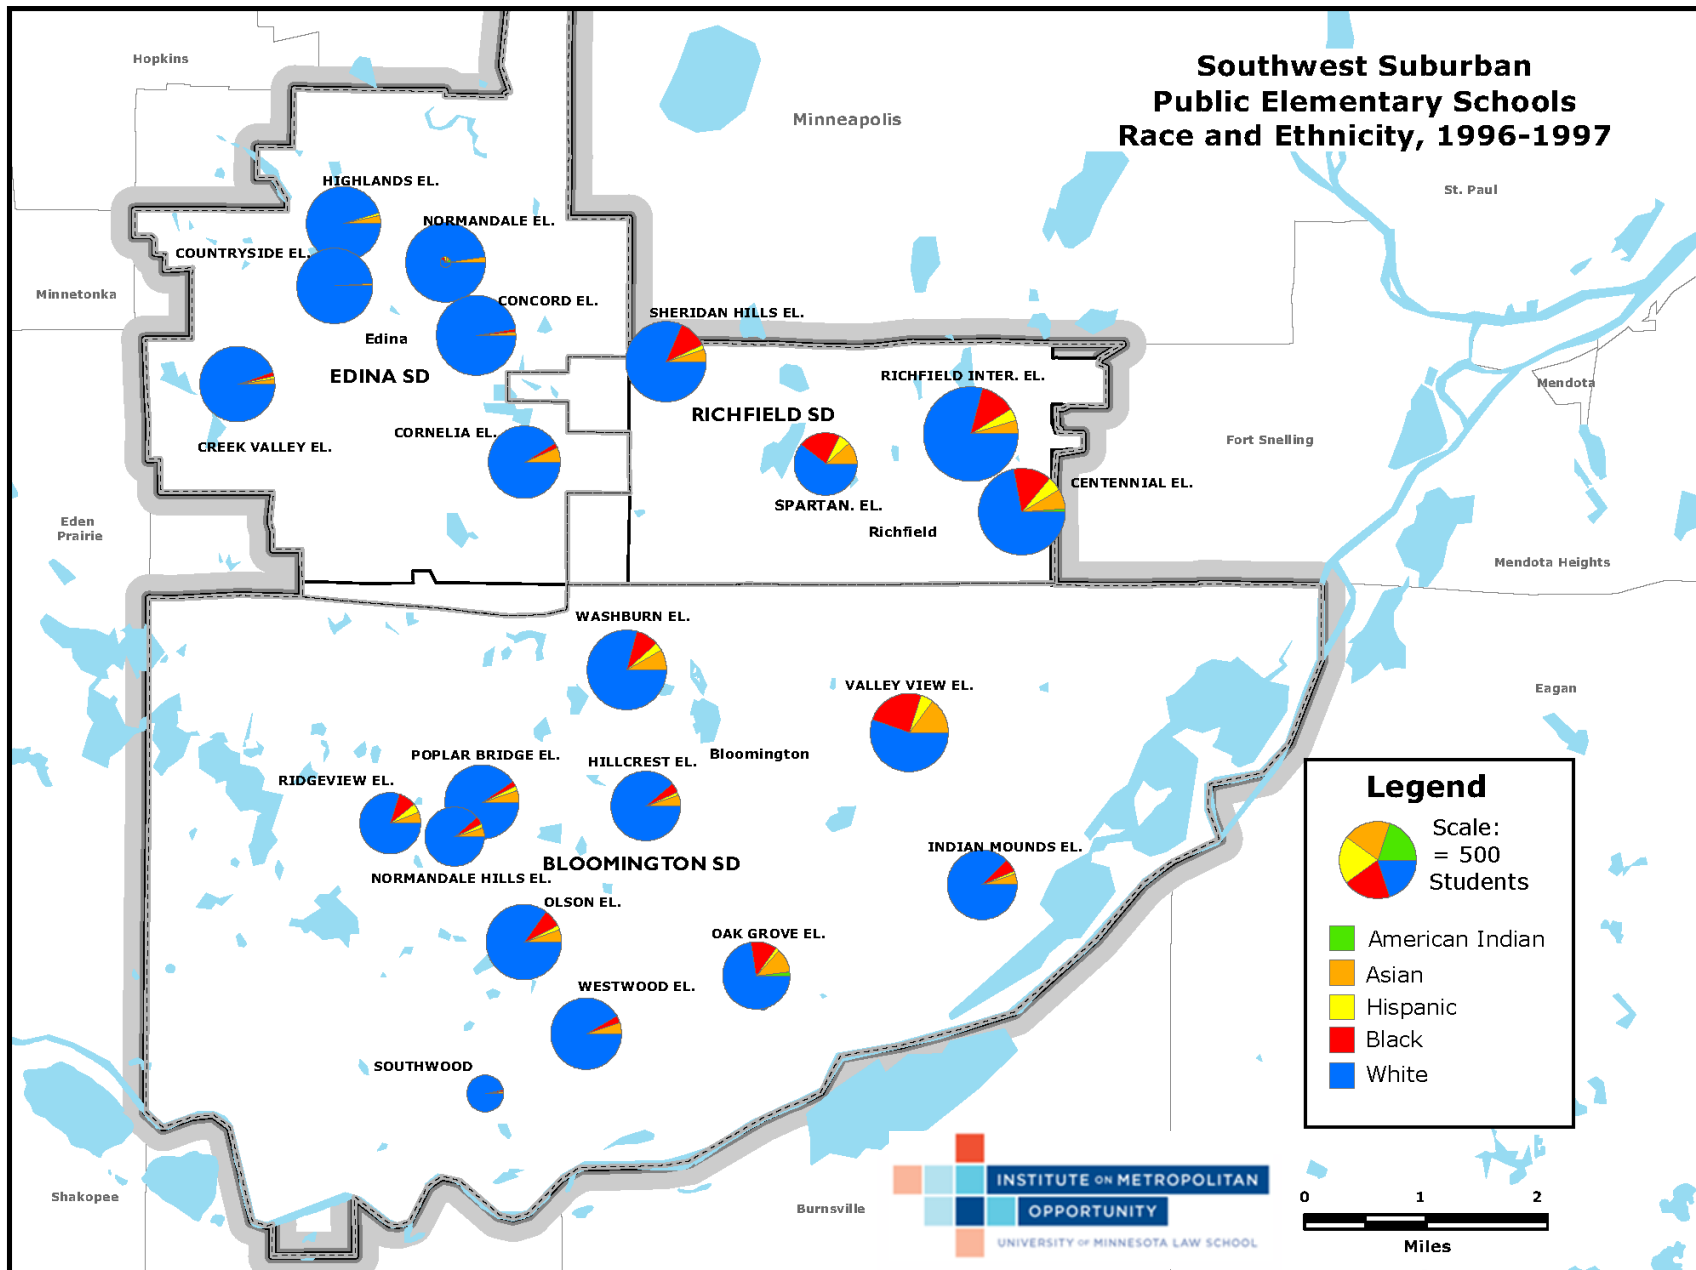 Southwest Suburban
Public Elementary Schools
Race and Ethnicity, 1996-1997
Hopkins
Minneapolis
St. Paul
HIGHLANDS EL.
NORMANDALE EL.
COUNTRYSIDE EL.
Minnetonka
CONCORD EL.
SHERIDAN HILLS EL.
Edina
EDINA SD
RICHFIELD INTER. EL.
Mendota
RICHFIELD SD
CORNELIA EL.
CREEK VALLEY EL.
Fort Snelling
CENTENNIAL EL.
SPARTAN. EL.
Eden
Prairie
Richfield
Mendota Heights
WASHBURN EL.
VALLEY VIEW EL.
Eagan
POPLAR BRIDGE EL.
HILLCREST EL.
Bloomington
RIDGEVIEW EL.
INDIAN MOUNDS EL.
BLOOMINGTON SD
NORMANDALE HILLS EL.
OLSON EL.
OAK GROVE EL.
WESTWOOD EL.
SOUTHWOOD
Legend
Scale:
= 500
Students
American Indian
Asian
Hispanic
Black
White
Shakopee
Burnsville
INSTITUTE ON METROPOLITAN
OPPORTUNITY
UNIVERSITY OF MINNESOTA LAW SCHOOL
0 1 2
Miles